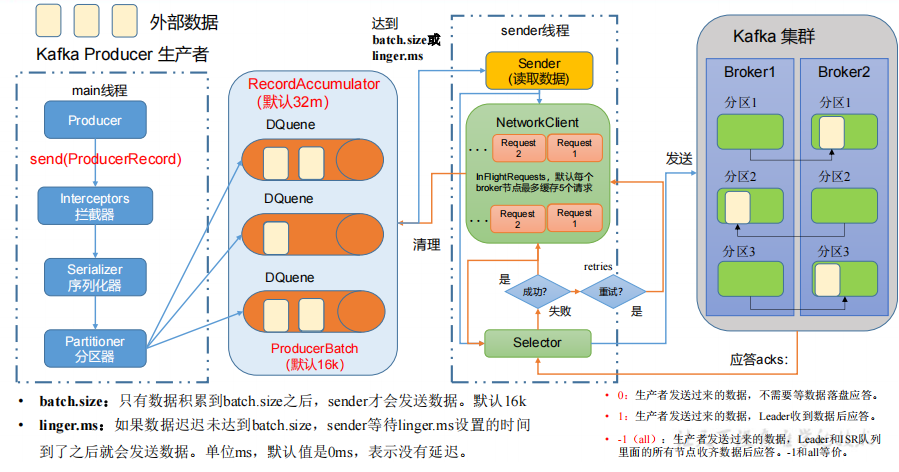 外部数据
Kafka Producer 生产者
main线程
Producer
send(ProducerRecord)
Interceptors
拦截器
Serializer
序列化器
Partitioner
分区器
RecordAccumulator
(默认32m)
DQuene
DQuene
DQuene
ProducerBatch
(默认16k)
达到
batch.size或
linger.ms
清理
sender线程
Sender
(读取数据)
NetworkClient
...
Request
2
Request
1
InFlightRequests，默认每个
broker节点最多缓存5个请求
...
Request
2
Request
1
是
成功?
失败
retries
重试?
是
Selector
发送
Kafka 集群
Broker1
分区1
分区2
分区3
Broker2
分区1
分区2
分区3
应答acks:
• batch.size：只有数据积累到batch.size之后，sender才会发送数据。默认16k
• linger.ms：如果数据迟迟未达到batch.size，sender等待linger.ms设置的时间
到了之后就会发送数据。单位ms，默认值是0ms，表示没有延迟。
• 0：生产者发送过来的数据，不需要等数据落盘应答。
• 1：生产者发送过来的数据，Leader收到数据后应答。
• -1（all）：生产者发送过来的数据，Leader和ISR队列
里面的所有节点收齐数据后应答。-1和all等价。